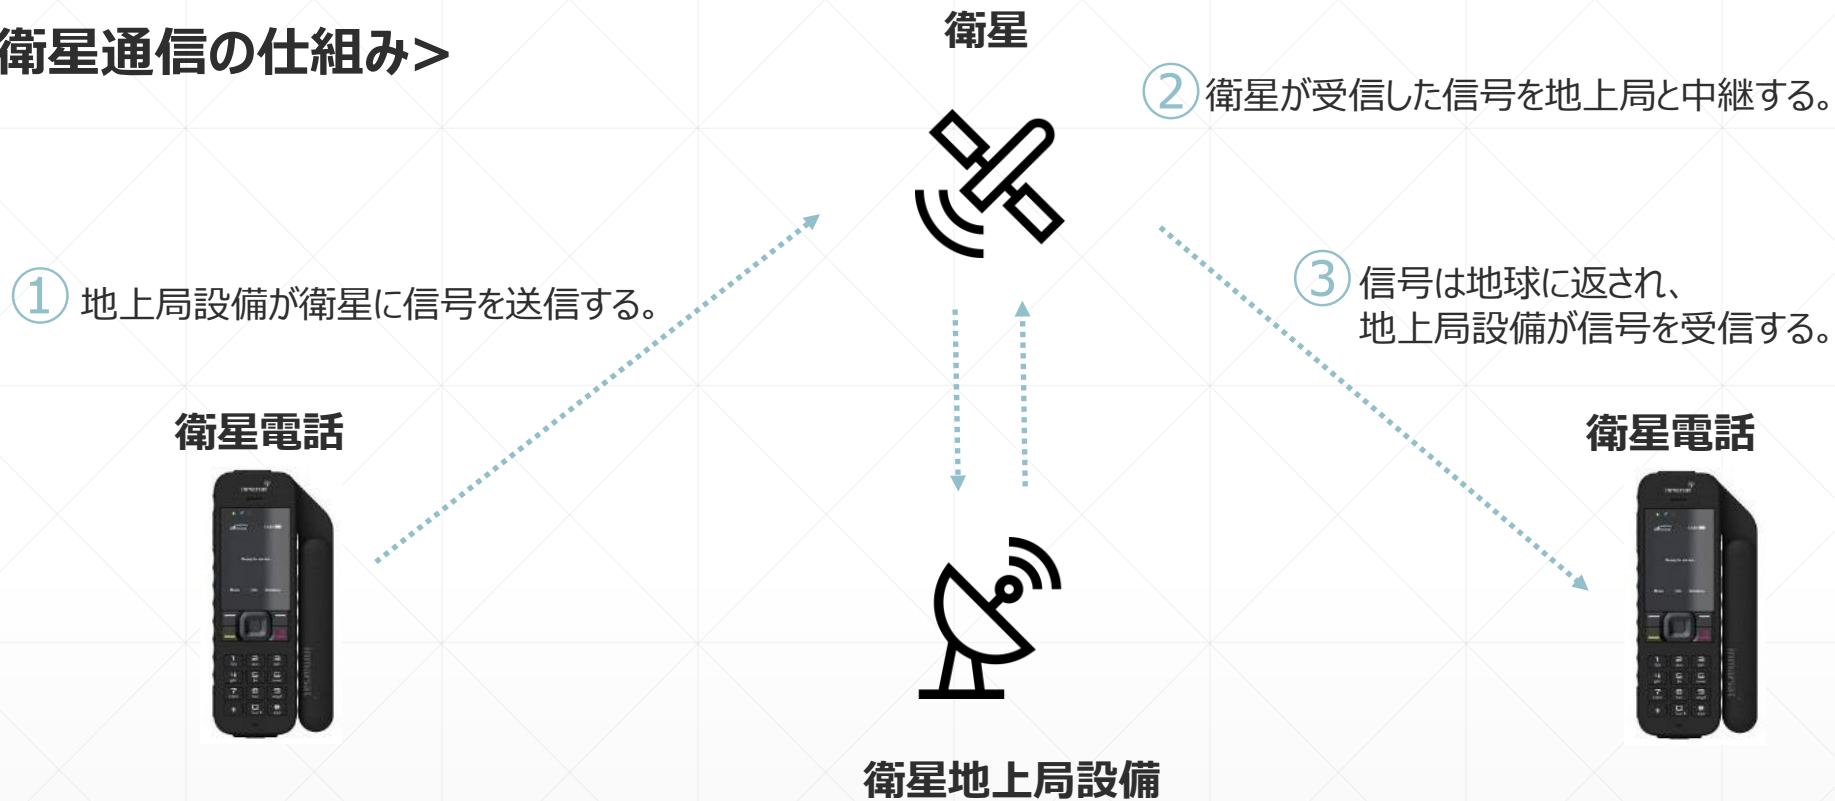 衛星通信の仕組み>
衛星
②衛星が受信した信号を地上局と中継する。
①地上局設備が衛星に信号を送信する。
③信号は地球に返され、
地上局設備が信号を受信する。
衛星電話
衛星電話
inmarsat
inmarsat
衛星地上局設備